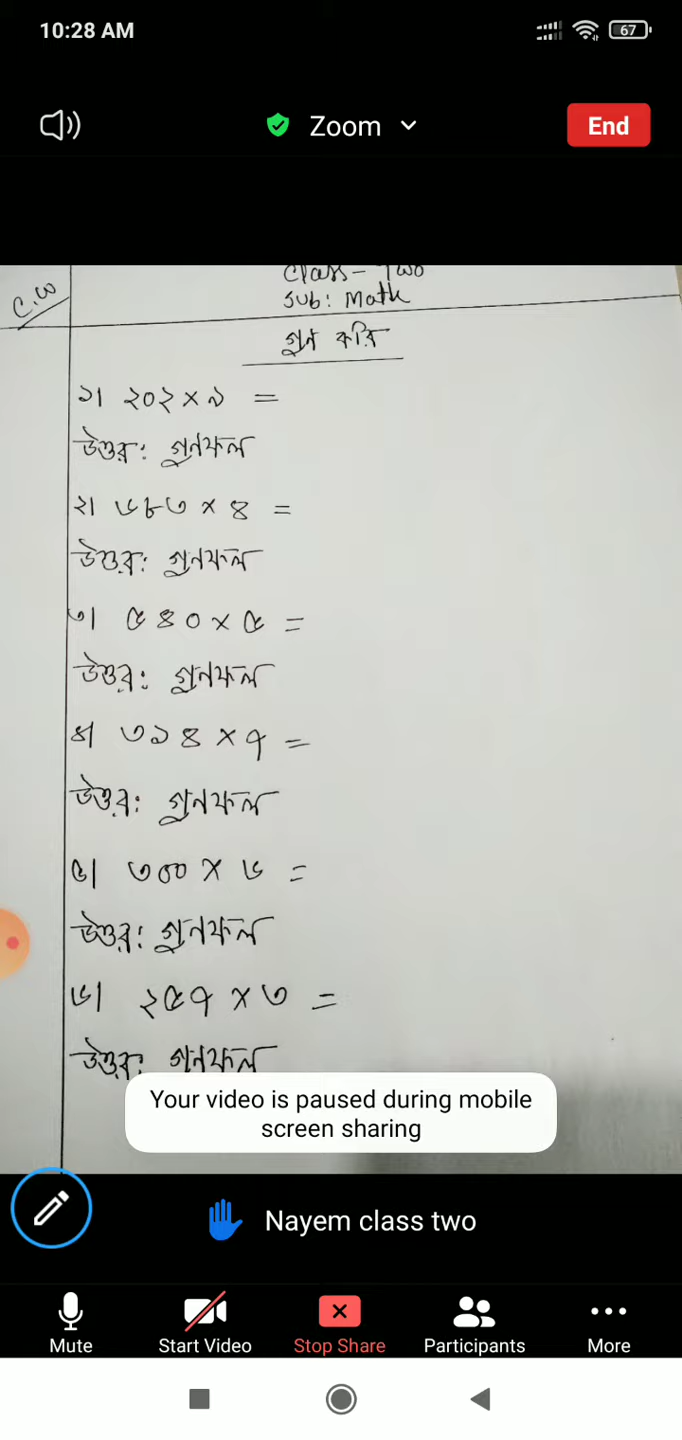 10:28 AM
67
Zoom
End
C.W
Class- Two
Sub: Math
গুণ করি
১। ২০২ × ৯ =
উত্তর: গুণফল
২। ৬৮৩ × ৪ =
উত্তর: গুণফল
৩। ৫৪০ × ৫ =
উত্তর: গুণফল
৪। ৩১৪ × ৭ =
উত্তর: গুণফল
৫। ৩০০ × ৬ =
উত্তর: গুণফল
৬। ২৫৭ × ৩ =
উত্তর: গুণফল
Your video is paused during mobile
screen sharing
Nayem class two
Mute Start Video Stop Share Participants More